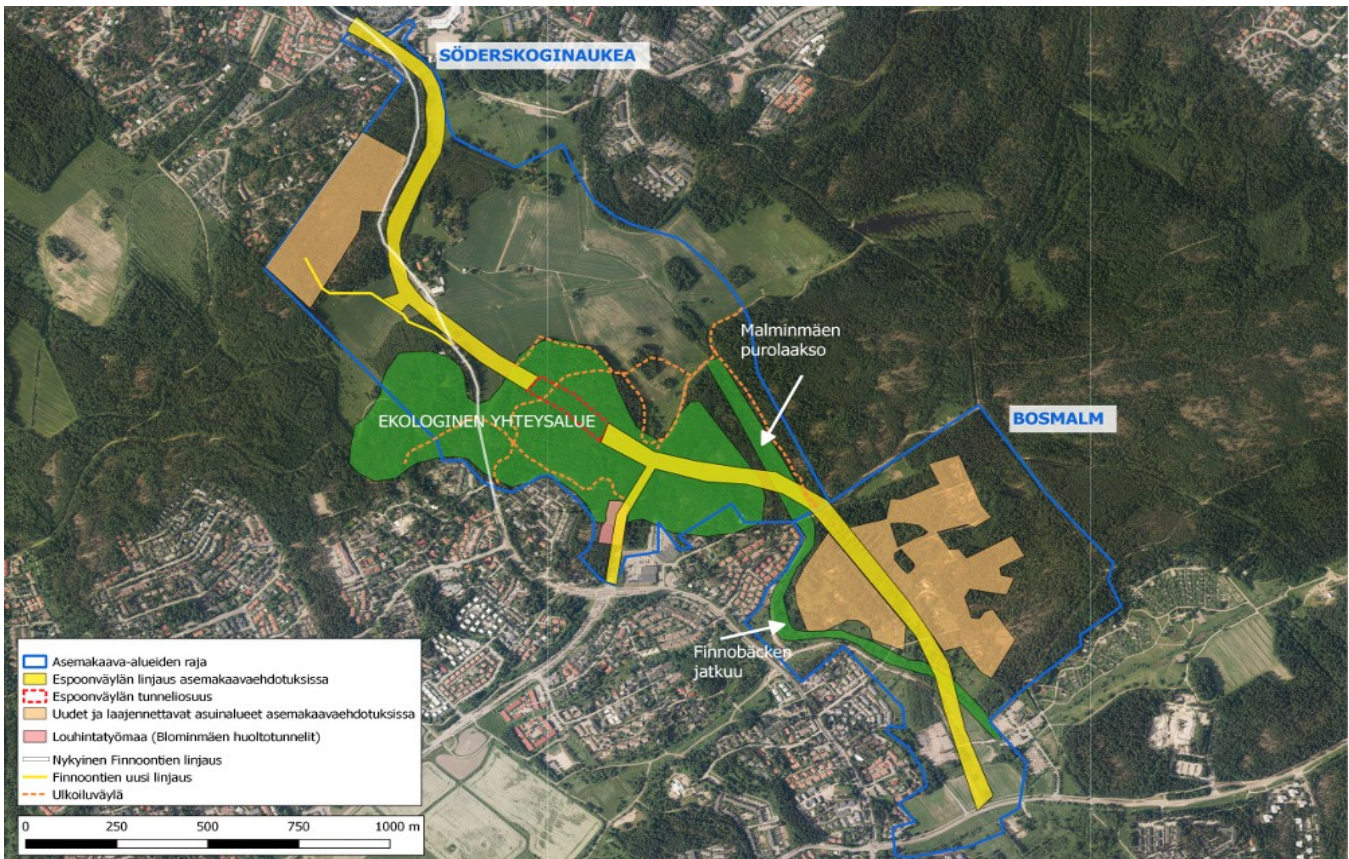 SÖDERSKOGINAUKEA
Malminmäen
purolaakso
EKOLOGINEN YHTEYSALUE
BOSMALM
Finnobäcken
jatkuu
Asemakaava-alueiden raja
Espoonväylän linjaus asemakaavaehdotuksissa
Espoonväylän tunneliosuus
Uudet ja laajennettavat asuinalueet asemakaavaehdotuksissa
Louhintatyömaa (Blominmäen huoltotunnelit)
Nykyinen Finnoontien linjaus
Finnoontien uusi linjaus
Ulkoiluväylä
0 250 500 750 1000 m